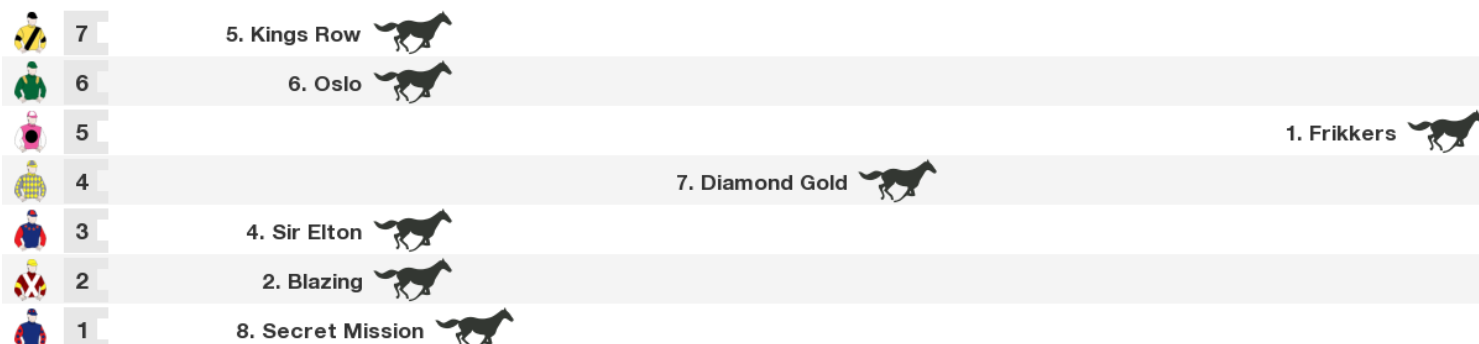 7 5. Kings Row
6 6. Oslo
5 1. Frikkers
4 7. Diamond Gold
3 4. Sir Elton
2 2. Blazing
1 8. Secret Mission